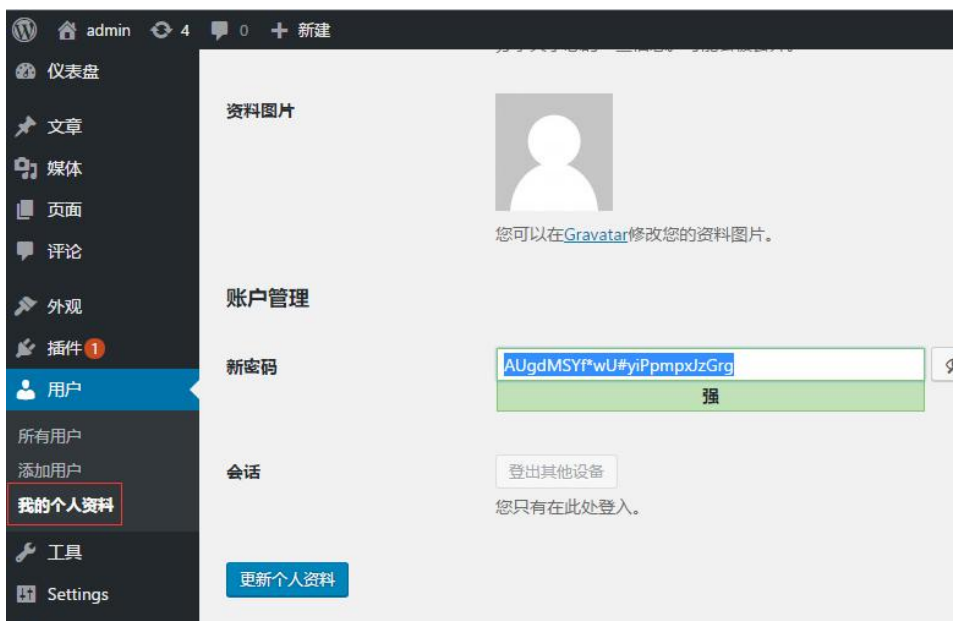 admin 4 0 新建
仪表盘
文章
媒体
页面
评论
外观
插件 1
用户
所有用户
添加用户
我的个人资料
工具
Settings
资料图片
您可以在Gravatar修改您的资料图片。
账户管理
新密码
AUgdMSYf*wU#yiPpmpxJzGrg
强
会话
登出其他设备
您只有在此处登入。
更新个人资料